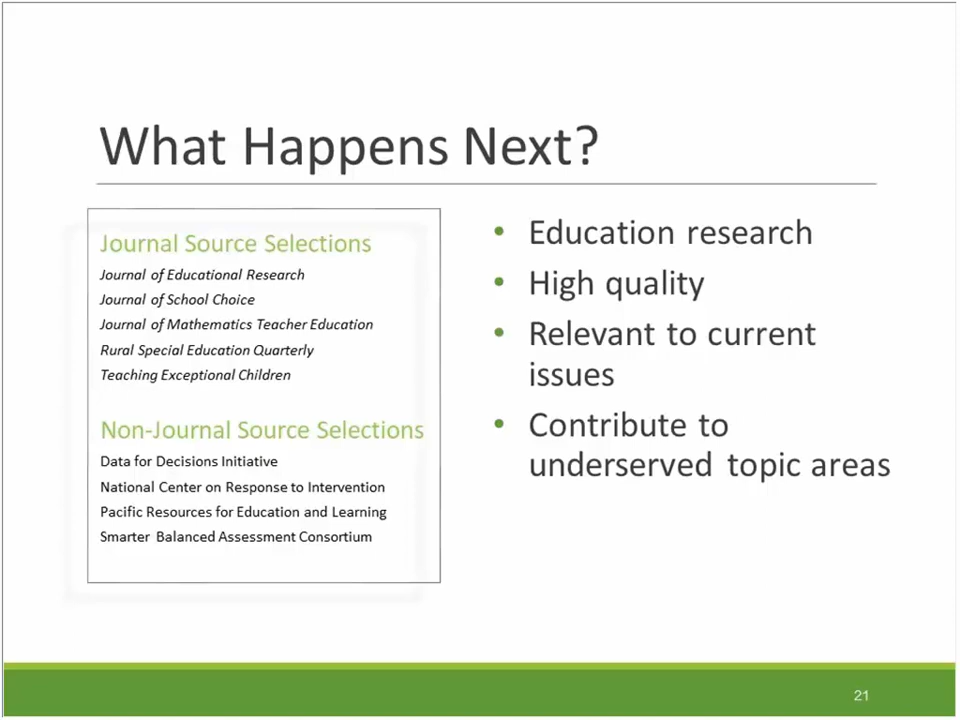 What Happens Next?
Journal Source Selections
Journal of Educational Research
Journal of School Choice
Journal of Mathematics Teacher Education
Rural Special Education Quarterly
Teaching Exceptional Children
Non-Journal Source Selections
Data for Decisions Initiative
National Center on Response to Intervention
Pacific Resources for Education and Learning
Smarter Balanced Assessment Consortium
• Education research
• High quality
• Relevant to current
issues
• Contribute to
underserved topic areas
21